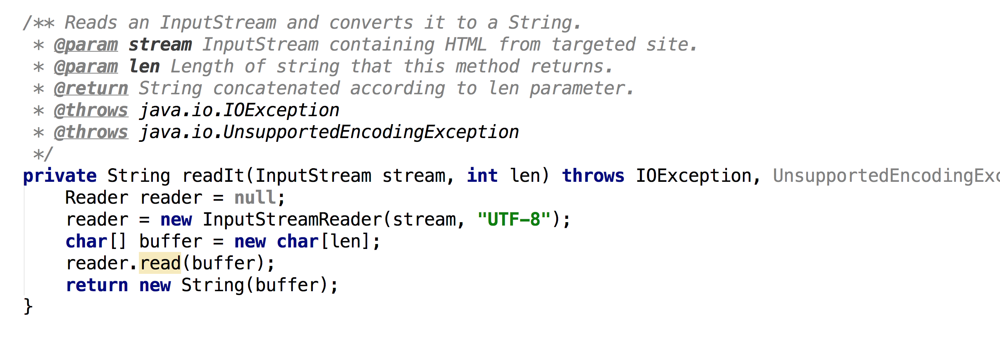 /** Reads an InputStream and converts it to a String.
 * @param stream InputStream containing HTML from targeted site.
 * @param len Length of string that this method returns.
 * @return String concatenated according to len parameter.
 * @throws java.io.IOException
 * @throws java.io.UnsupportedEncodingException
 */
private String readIt(InputStream stream, int len) throws IOException, UnsupportedEncodingExc
    Reader reader = null;
    reader = new InputStreamReader(stream, "UTF-8");
    char[] buffer = new char[len];
    reader.read(buffer);
    return new String(buffer);
}